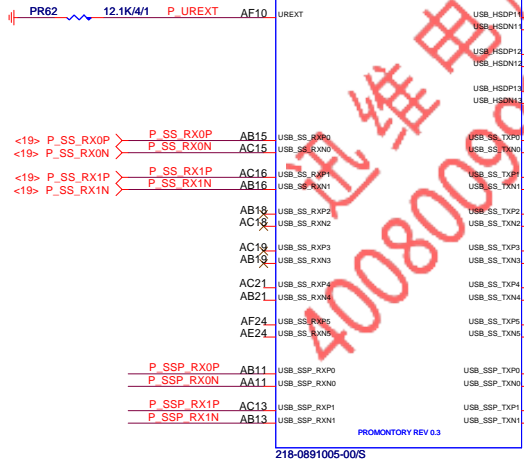 PR62 12.1K/4/1 P_UREXT AF10 UREXT USB_HSDP11
USB_HSDN11
USB_HSDP12
USB_HSDN12
USB_HSDP13
USB_HSDN13
<19> P_SS_RX0P P_SS_RX0P AB15 USB_SS_RXP0 USB_SS_TXP0
<19> P_SS_RX0N P_SS_RX0N AC15 USB_SS_RXN0 USB_SS_TXN0
<19> P_SS_RX1P P_SS_RX1P AC16 USB_SS_RXP1 USB_SS_TXP1
<19> P_SS_RX1N P_SS_RX1N AB16 USB_SS_RXN1 USB_SS_TXN1
AB18 USB_SS_RXP2 USB_SS_TXP2
AC18 USB_SS_RXN2 USB_SS_TXN2
AC19 USB_SS_RXP3 USB_SS_TXP3
AB19 USB_SS_RXN3 USB_SS_TXN3
AC21 USB_SS_RXP4 USB_SS_TXP4
AB21 USB_SS_RXN4 USB_SS_TXN4
AF24 USB_SS_RXP5 USB_SS_TXP5
AE24 USB_SS_RXN5 USB_SS_TXN5
P_SSP_RX0P AB11 USB_SSP_RXP0 USB_SSP_TXP0
P_SSP_RX0N AA11 USB_SSP_RXN0 USB_SSP_TXN0
P_SSP_RX1P AC13 USB_SSP_RXP1 USB_SSP_TXP1
P_SSP_RX1N AB13 USB_SSP_RXN1 USB_SSP_TXN1
PROMONTORY REV 0.3
218-0891005-00/S
迅维电
4008009